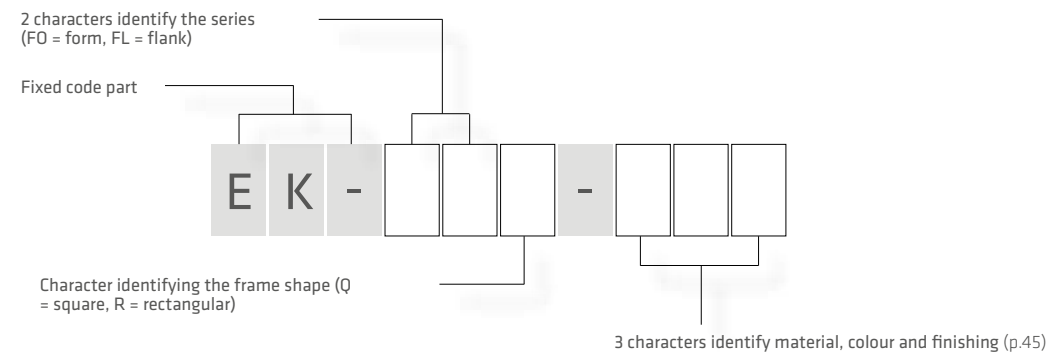 2 characters identify the series
(FO = form, FL = flank)
Fixed code part
E K - -
Character identifying the frame shape (Q
= square, R = rectangular)
3 characters identify material, colour and finishing (p.45)